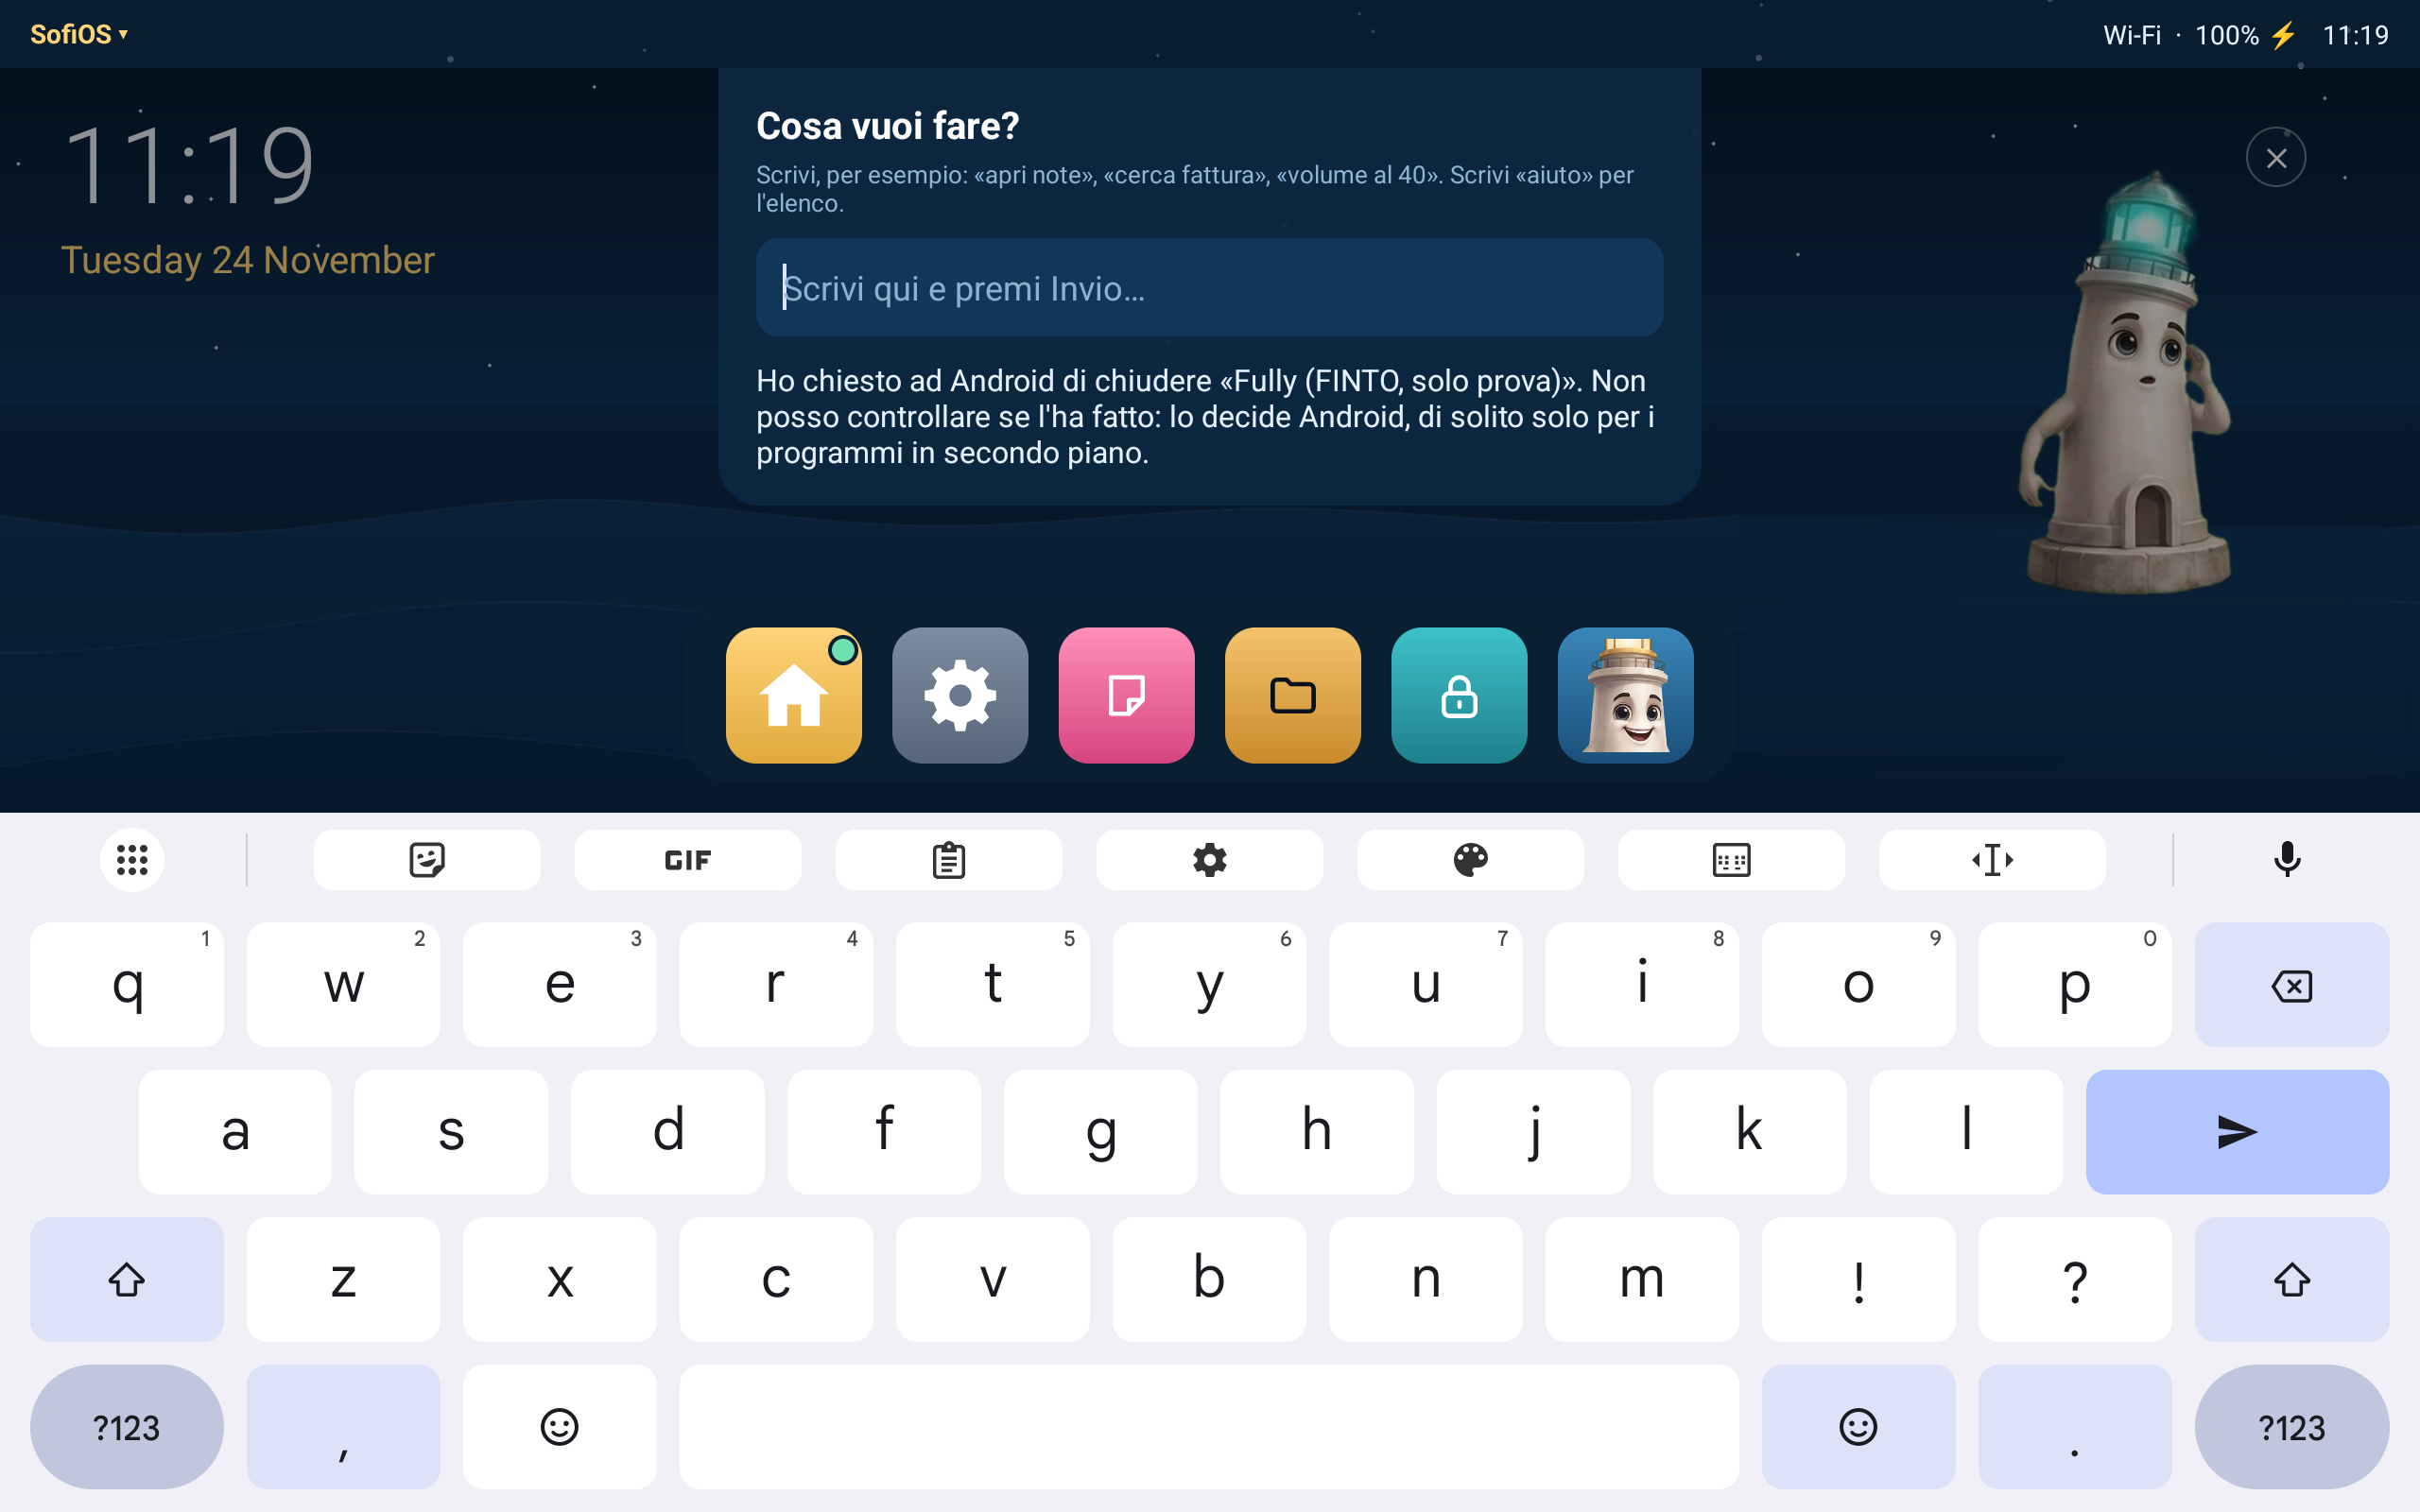 SofiOS ▾
Wi-Fi · 100% ⚡ 11:19
11:19
Tuesday 24 November
Cosa vuoi fare?
Scrivi, per esempio: «apri note», «cerca fattura», «volume al 40». Scrivi «aiuto» per
l'elenco.
Scrivi qui e premi Invio…
Ho chiesto ad Android di chiudere «Fully (FINTO, solo prova)». Non
posso controllare se l'ha fatto: lo decide Android, di solito solo per i
programmi in secondo piano.
GIF
q 1 w 2 e 3 r 4 t 5 y 6 u 7 i 8 o 9 p 0
a s d f g h j k l
z x c v b n m ! ?
?123 , . ?123